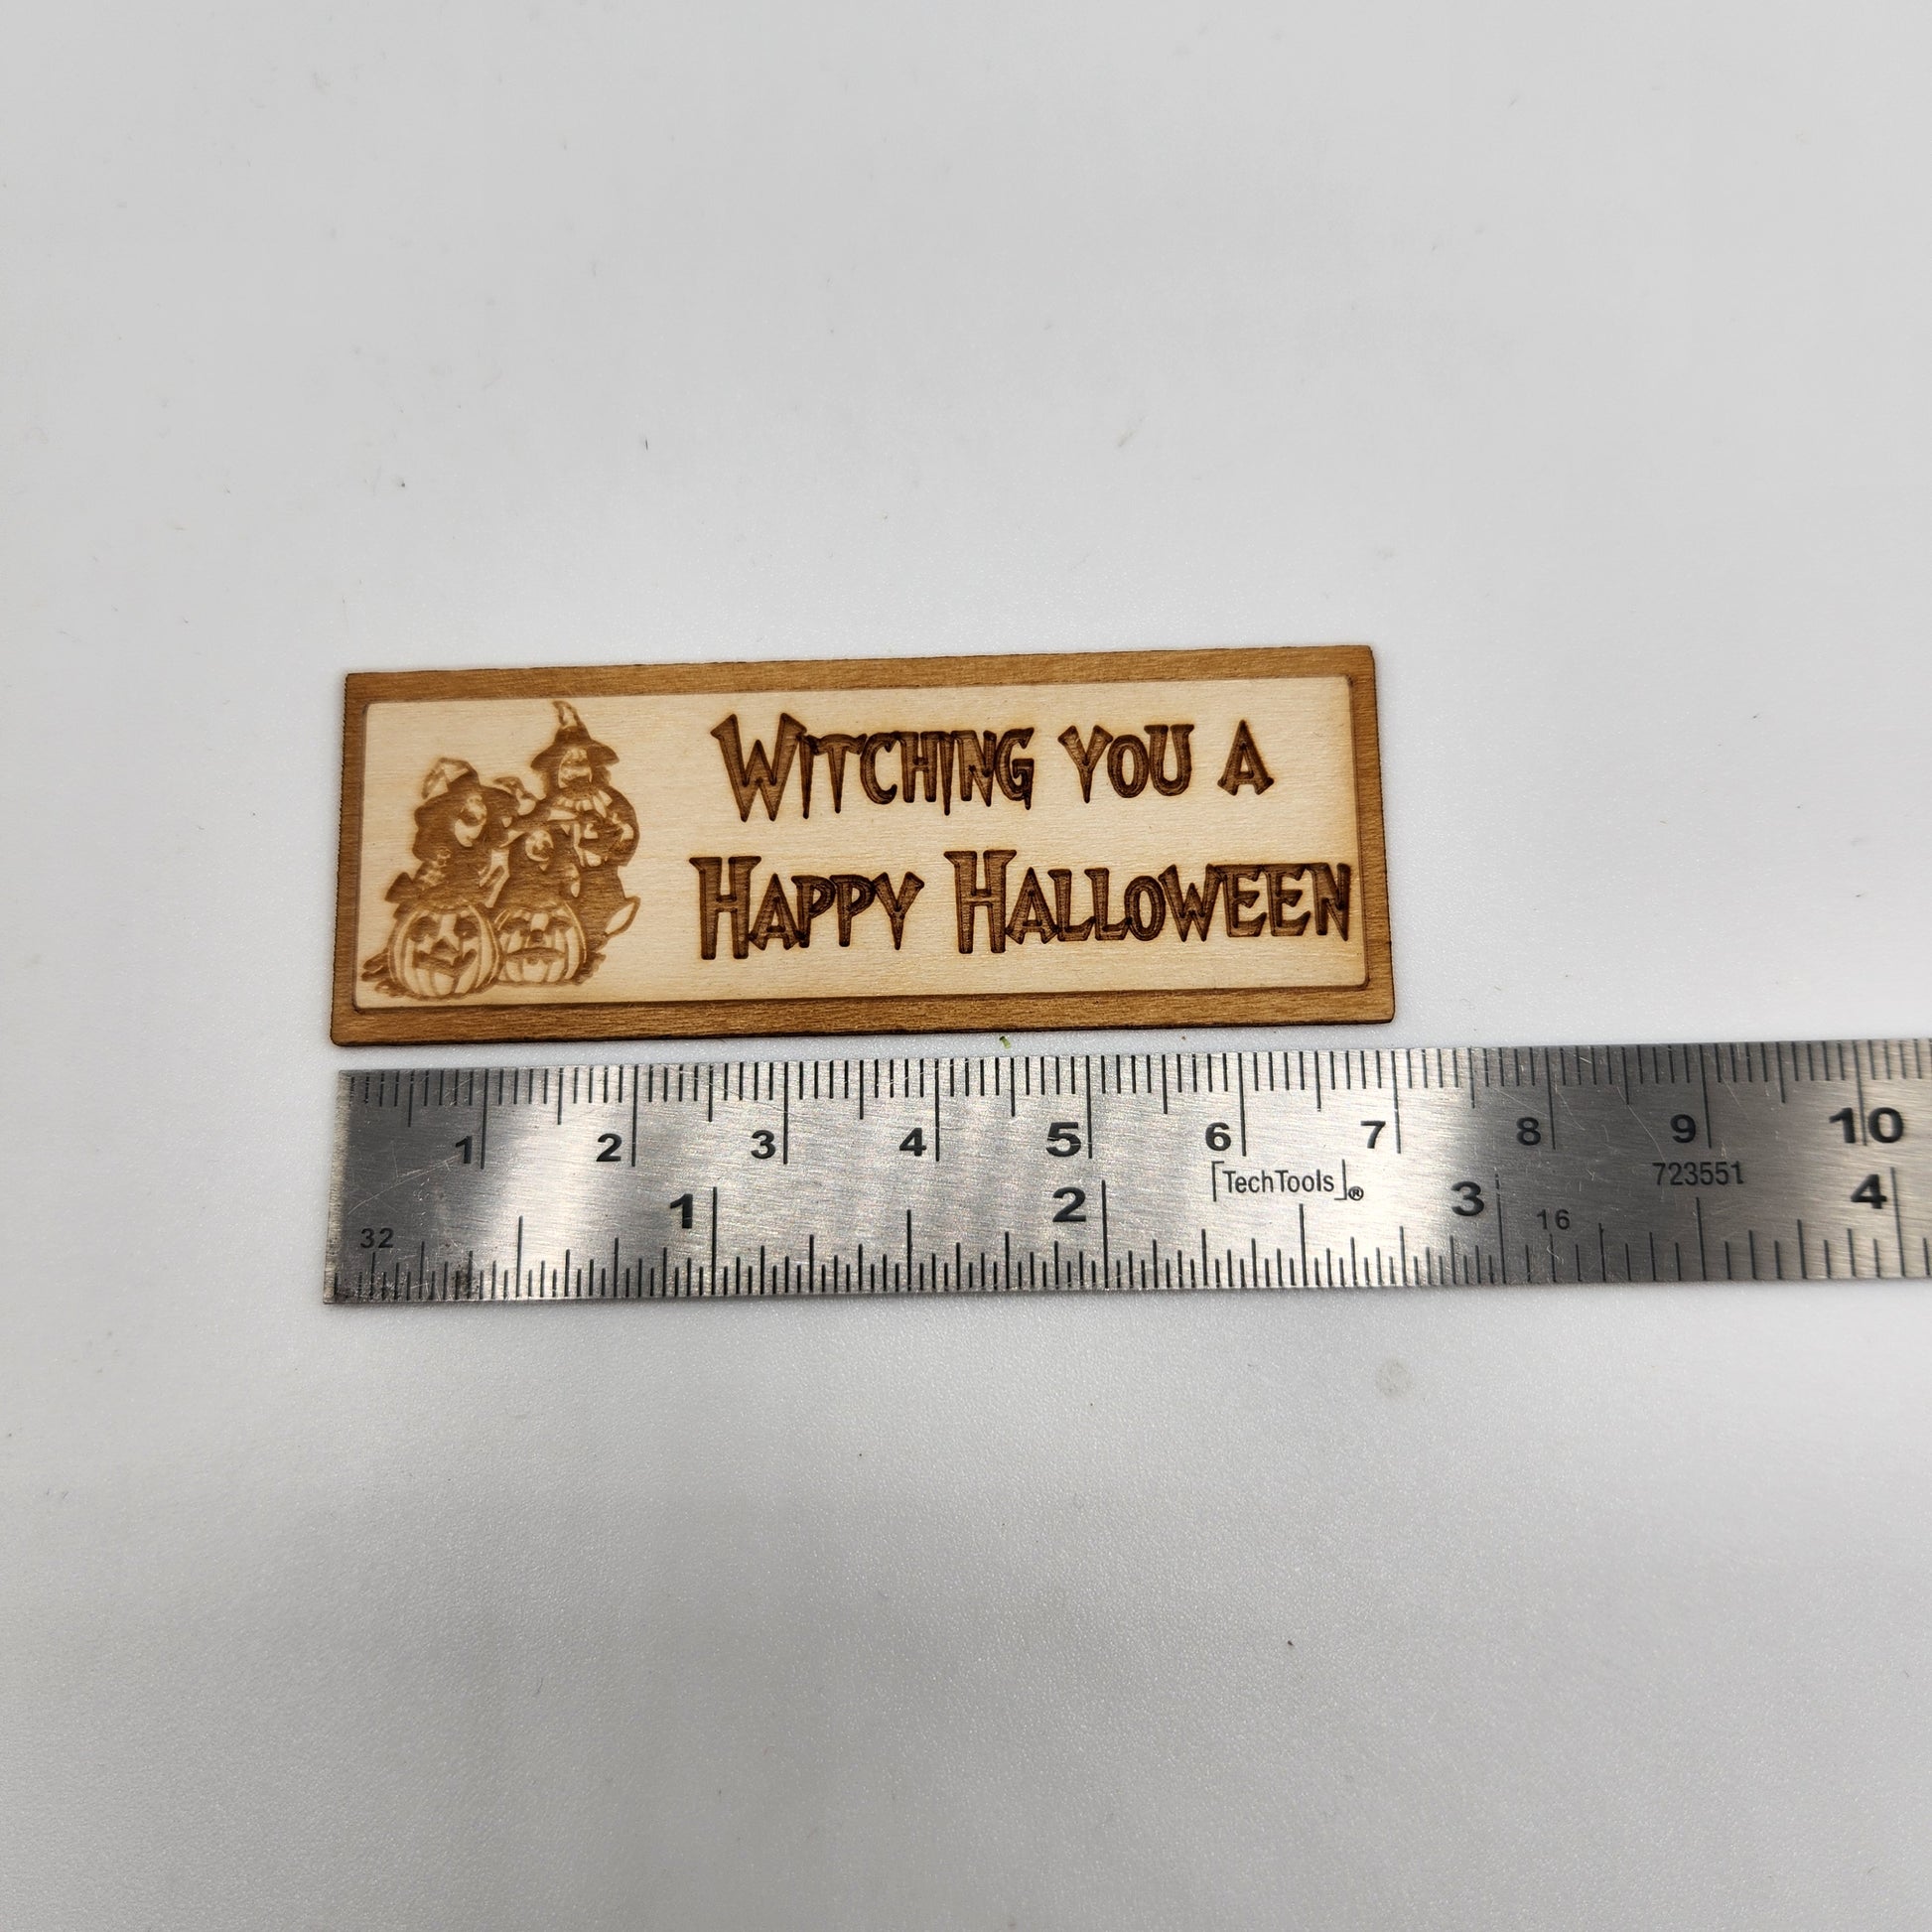 WITCHING YOU A
HAPPY HALLOWEEN
1 2 3 4 5 6 7 8 9 10
TechTools®
723551
1 2 3 4
32
16